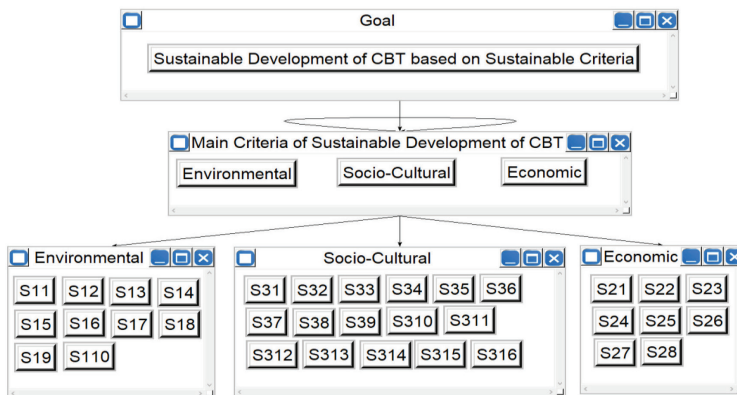 Goal
Sustainable Development of CBT based on Sustainable Criteria
Main Criteria of Sustainable Development of CBT
Environmental Socio-Cultural Economic
Environmental
S11 S12 S13 S14
S15 S16 S17 S18
S19 S110
Socio-Cultural
S31 S32 S33 S34 S35 S36
S37 S38 S39 S310 S311
S312 S313 S314 S315 S316
Economic
S21 S22 S23
S24 S25 S26
S27 S28